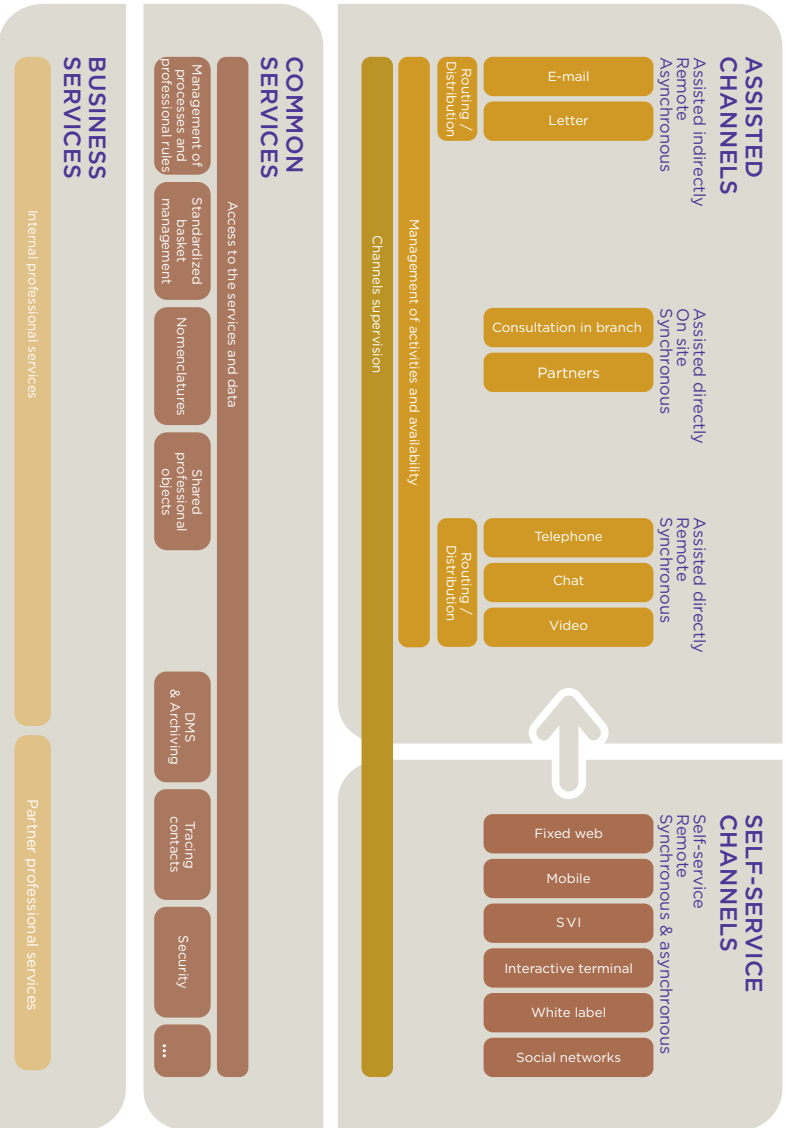 ASSISTED
CHANNELS
Assisted indirectly
Remote
Asynchronous
E-mail
Letter
Routing /
Distribution
Assisted directly
On site
Synchronous
Consultation in branch
Partners
Assisted directly
Remote
Synchronous
Telephone
Chat
Video
Routing /
Distribution
Management of activities and availability
Channels supervision
SELF-SERVICE
CHANNELS
Self-service
Remote
Synchronous & asynchronous
Fixed web
Mobile
SVI
Interactive terminal
White label
Social networks
COMMON
SERVICES
Access to the services and data
Management of
processes and
professional rules
Standardized
basket
management
Nomenclatures
Shared
professional
objects
DMS
& Archiving
Tracing
contacts
Security
...
BUSINESS
SERVICES
Internal professional services
Partner professional services